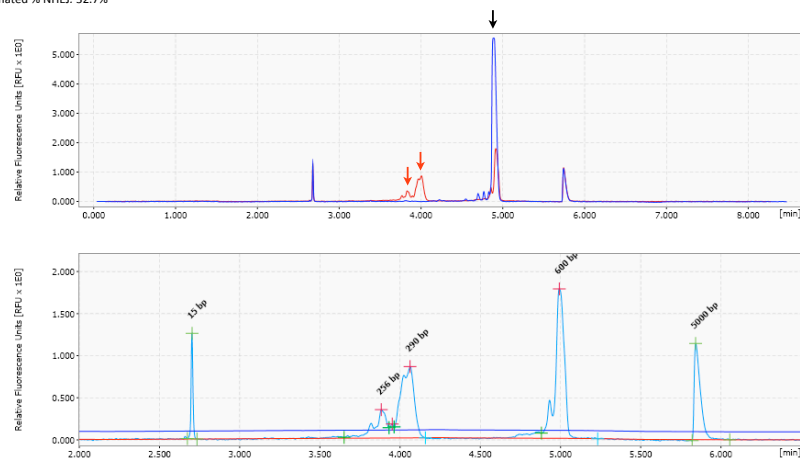 Relative Fluorescence Units [RFU x 1E0]
5.000
4.000
3.000
2.000
1.000
0.000
0.000 1.000 2.000 3.000 4.000 5.000 6.000 7.000 8.000 [min]
Relative Fluorescence Units [RFU x 1E0]
2.000
1.500
1.000
0.500
0.000
15 bp
256 bp
290 bp
600 bp
5000 bp
2.000 2.500 3.000 3.500 4.000 4.500 5.000 5.500 6.000 [min]